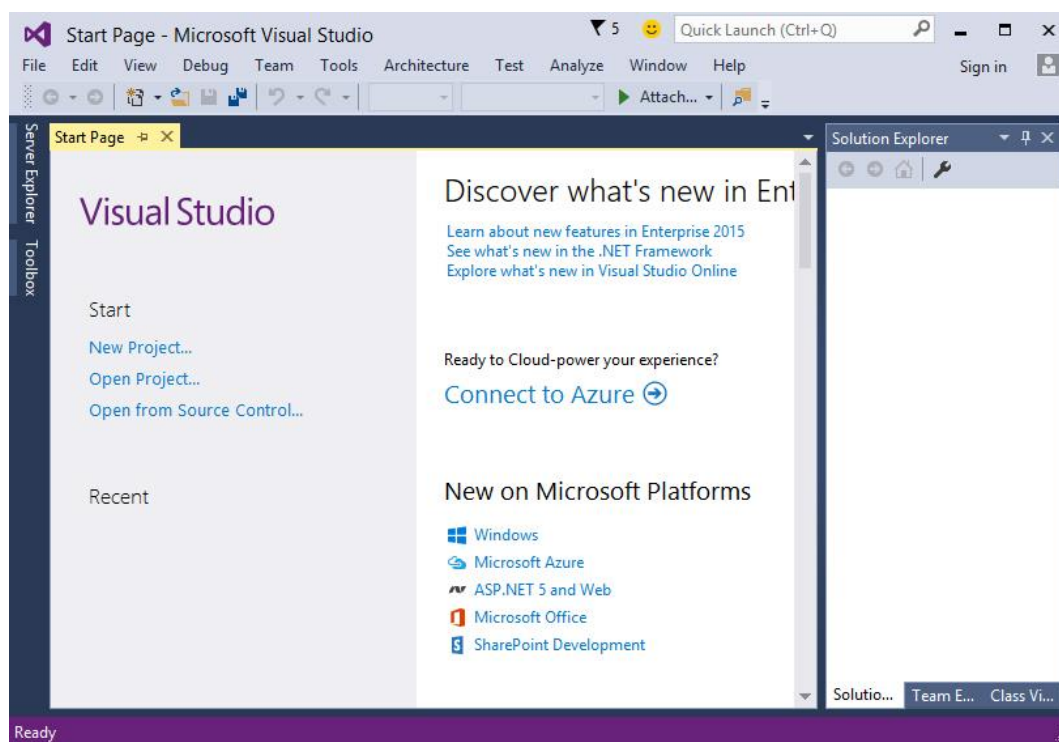 Start Page - Microsoft Visual Studio
5
Quick Launch (Ctrl+Q)
File Edit View Debug Team Tools Architecture Test Analyze Window Help
Sign in
Attach...
Server Explorer
Toolbox
Start Page
Visual Studio
Start
New Project...
Open Project...
Open from Source Control...
Recent
Discover what's new in Ent
Learn about new features in Enterprise 2015
See what's new in the .NET Framework
Explore what's new in Visual Studio Online
Ready to Cloud-power your experience?
Connect to Azure
New on Microsoft Platforms
Windows
Microsoft Azure
ASP.NET 5 and Web
Microsoft Office
SharePoint Development
Solution Explorer
Solutio... Team E... Class Vi...
Ready